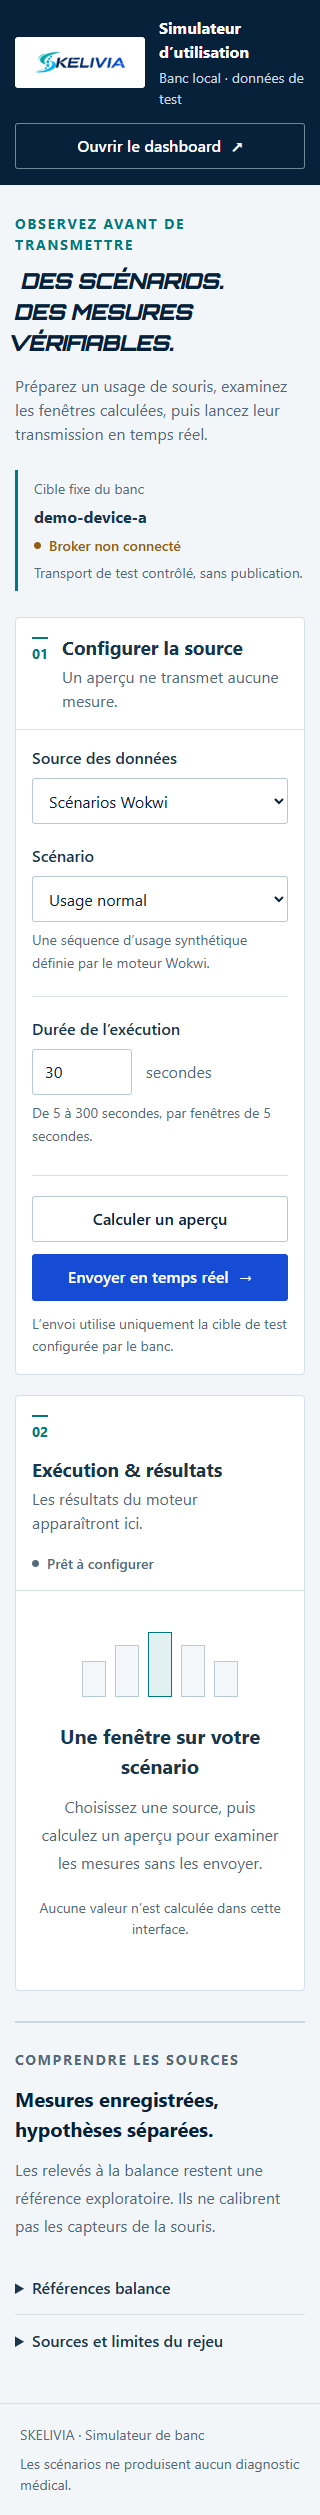 SKELIVIA
Simulateur
d’utilisation
Banc local · données de
test
Ouvrir le dashboard ↗
OBSERVEZ AVANT DE
TRANSMETTRE
DES SCÉNARIOS.
DES MESURES
VÉRIFIABLES.
Préparez un usage de souris, examinez
les fenêtres calculées, puis lancez leur
transmission en temps réel.
Cible fixe du banc
demo-device-a
Broker non connecté
Transport de test contrôlé, sans publication.
01 Configurer la source
Un aperçu ne transmet aucune
mesure.
Source des données
Scénarios Wokwi
Scénario
Usage normal
Une séquence d’usage synthétique
définie par le moteur Wokwi.
Durée de l’exécution
30 secondes
De 5 à 300 secondes, par fenêtres de 5
secondes.
Calculer un aperçu
Envoyer en temps réel →
L’envoi utilise uniquement la cible de test
configurée par le banc.
02
Exécution & résultats
Les résultats du moteur
apparaîtront ici.
Prêt à configurer
Une fenêtre sur votre
scénario
Choisissez une source, puis
calculez un aperçu pour examiner
les mesures sans les envoyer.
Aucune valeur n’est calculée dans cette
interface.
COMPRENDRE LES SOURCES
Mesures enregistrées,
hypothèses séparées.
Les relevés à la balance restent une
référence exploratoire. Ils ne calibrent
pas les capteurs de la souris.
Références balance
Sources et limites du rejeu
SKELIVIA · Simulateur de banc
Les scénarios ne produisent aucun diagnostic
médical.